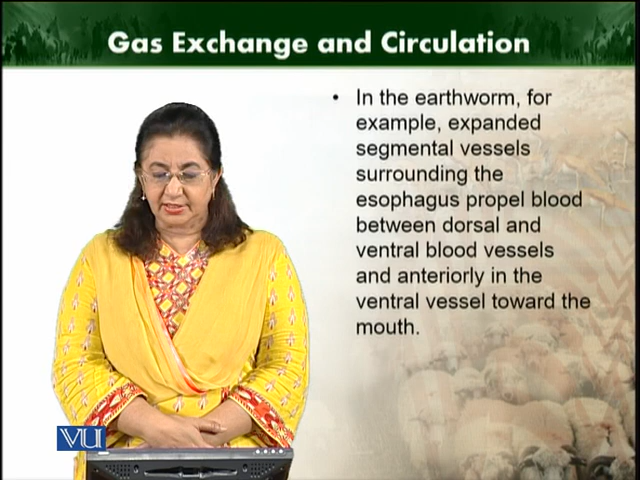 Gas Exchange and Circulation
• In the earthworm, for
example, expanded
segmental vessels
surrounding the
esophagus propel blood
between dorsal and
ventral blood vessels
and anteriorly in the
ventral vessel toward the
mouth.
VU